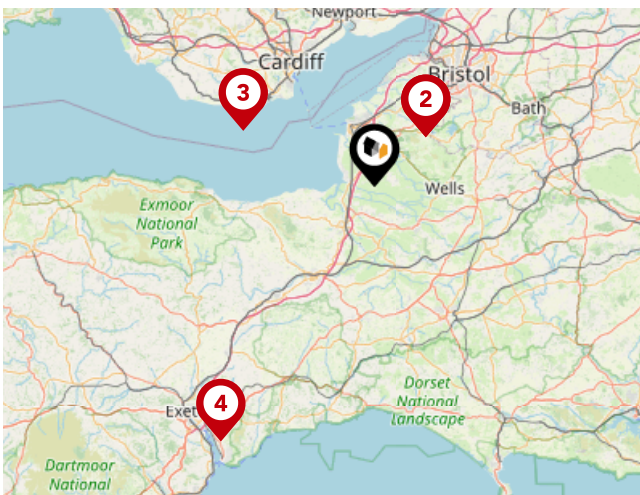 Newport
Cardiff
3
Bristol
2
Bath
Wells
Exmoor
National
Park
Dorset
National
Landscape
4
Exet
Dartmoor
National